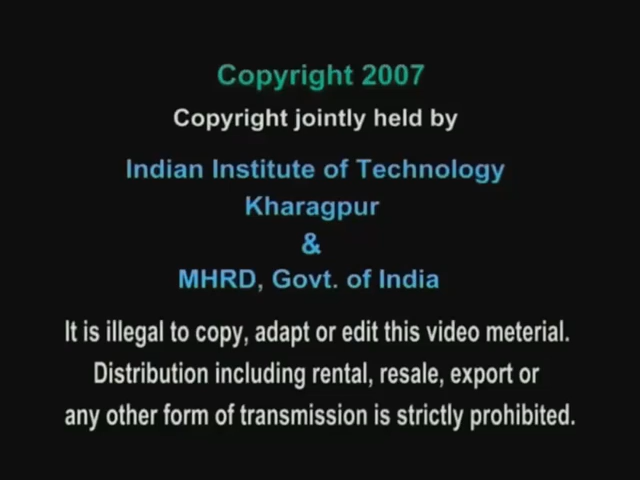 Copyright 2007
Copyright jointly held by
Indian Institute of Technology
Kharagpur
&
MHRD, Govt. of India
It is illegal to copy, adapt or edit this video meterial.
Distribution including rental, resale, export or
any other form of transmission is strictly prohibited.